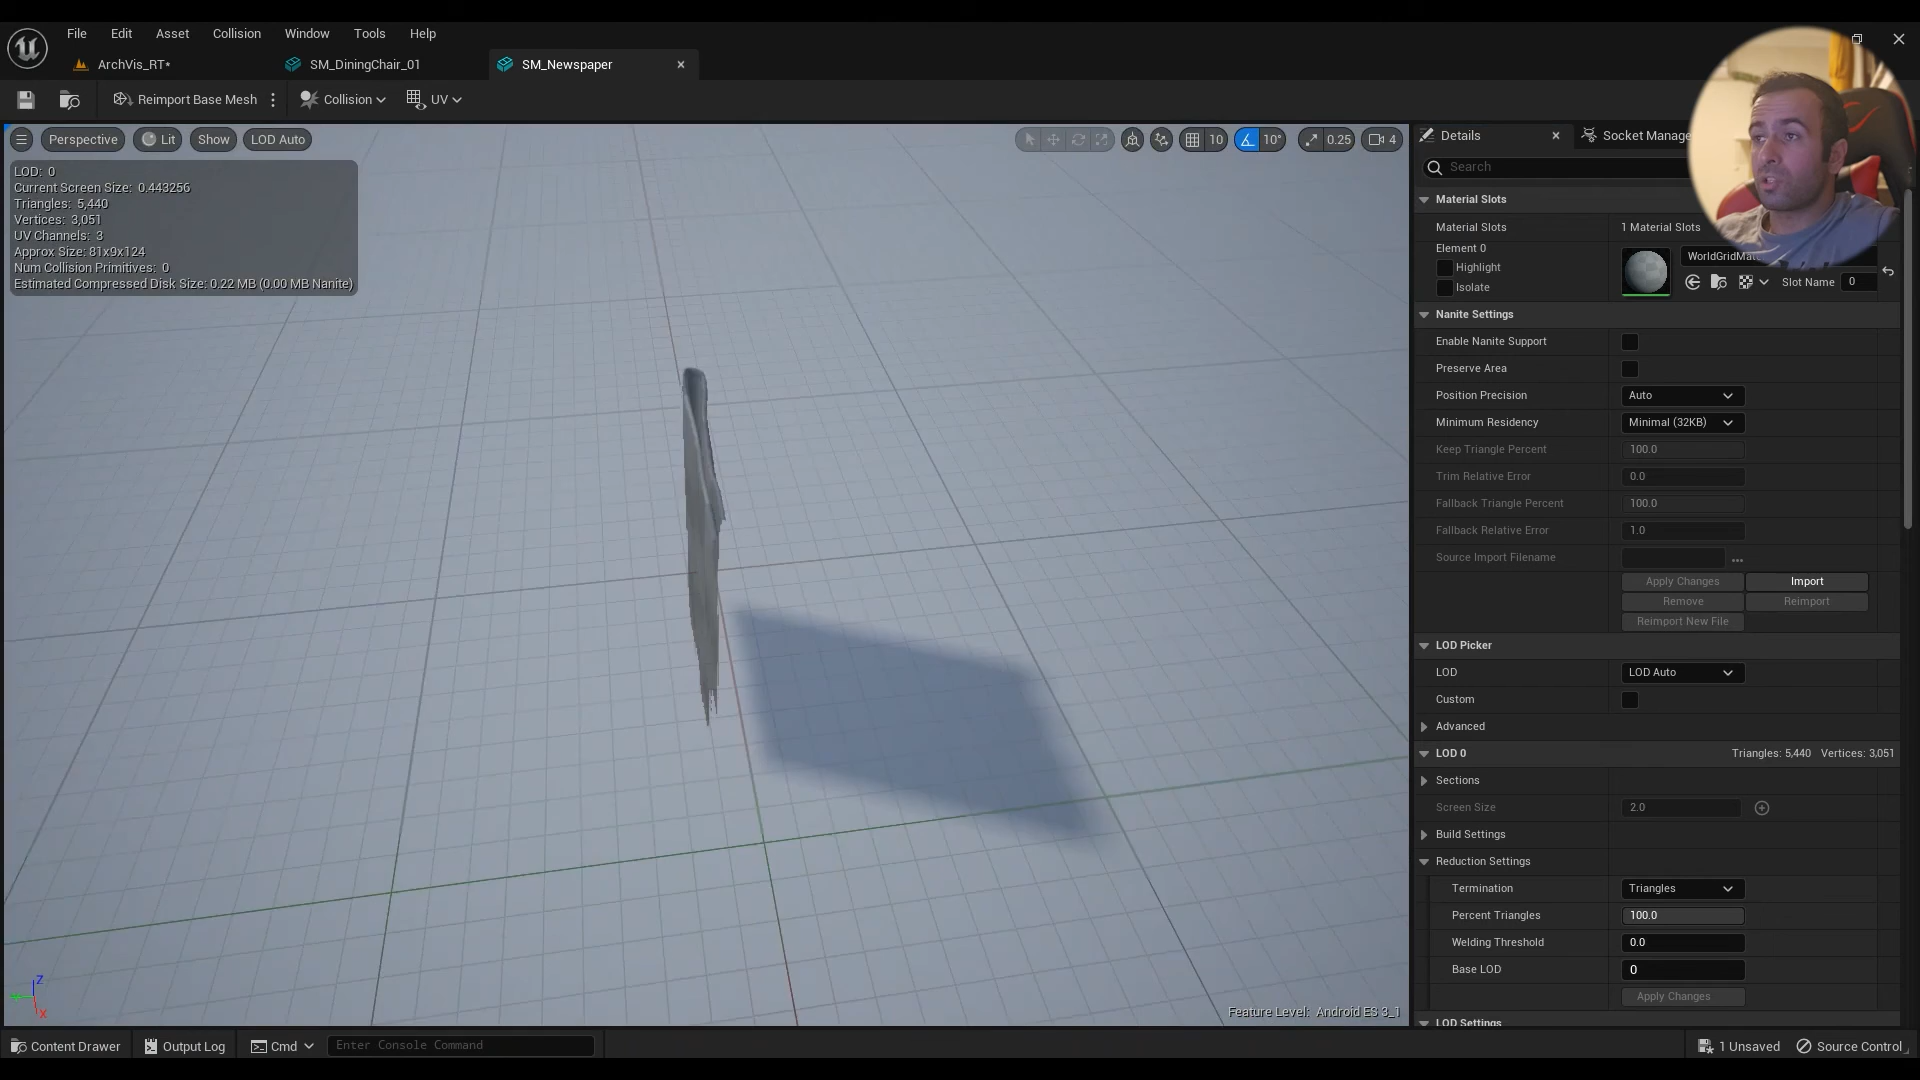 File Edit Asset Collision Window Tools Help
ArchVis_RT*
SM_DiningChair_01
SM_Newspaper
Reimport Base Mesh
Collision
UV
Perspective
Lit
Show
LOD Auto
10
10°
0.25
4
LOD: 0
Current Screen Size: 0.443256
Triangles: 5,440
Vertices: 3,051
UV Channels: 3
Approx Size: 81x9x124
Num Collision Primitives: 0
Estimated Compressed Disk Size: 0.22 MB (0.00 MB Nanite)
Z
X
Feature Level: Android ES 3_1
Details
Socket Manage
Search
Material Slots
Material Slots 1 Material Slots
Element 0
Highlight
Isolate
WorldGridMat
Slot Name 0
Nanite Settings
Enable Nanite Support
Preserve Area
Position Precision Auto
Minimum Residency Minimal (32KB)
Keep Triangle Percent 100.0
Trim Relative Error 0.0
Fallback Triangle Percent 100.0
Fallback Relative Error 1.0
Source Import Filename ...
Apply Changes Import
Remove Reimport
Reimport New File
LOD Picker
LOD LOD Auto
Custom
Advanced
LOD 0 Triangles: 5,440 Vertices: 3,051
Sections
Screen Size 2.0
Build Settings
Reduction Settings
Termination Triangles
Percent Triangles 100.0
Welding Threshold 0.0
Base LOD 0
Apply Changes
LOD Settings
Content Drawer
Output Log
Cmd
Enter Console Command
1 Unsaved
Source Control